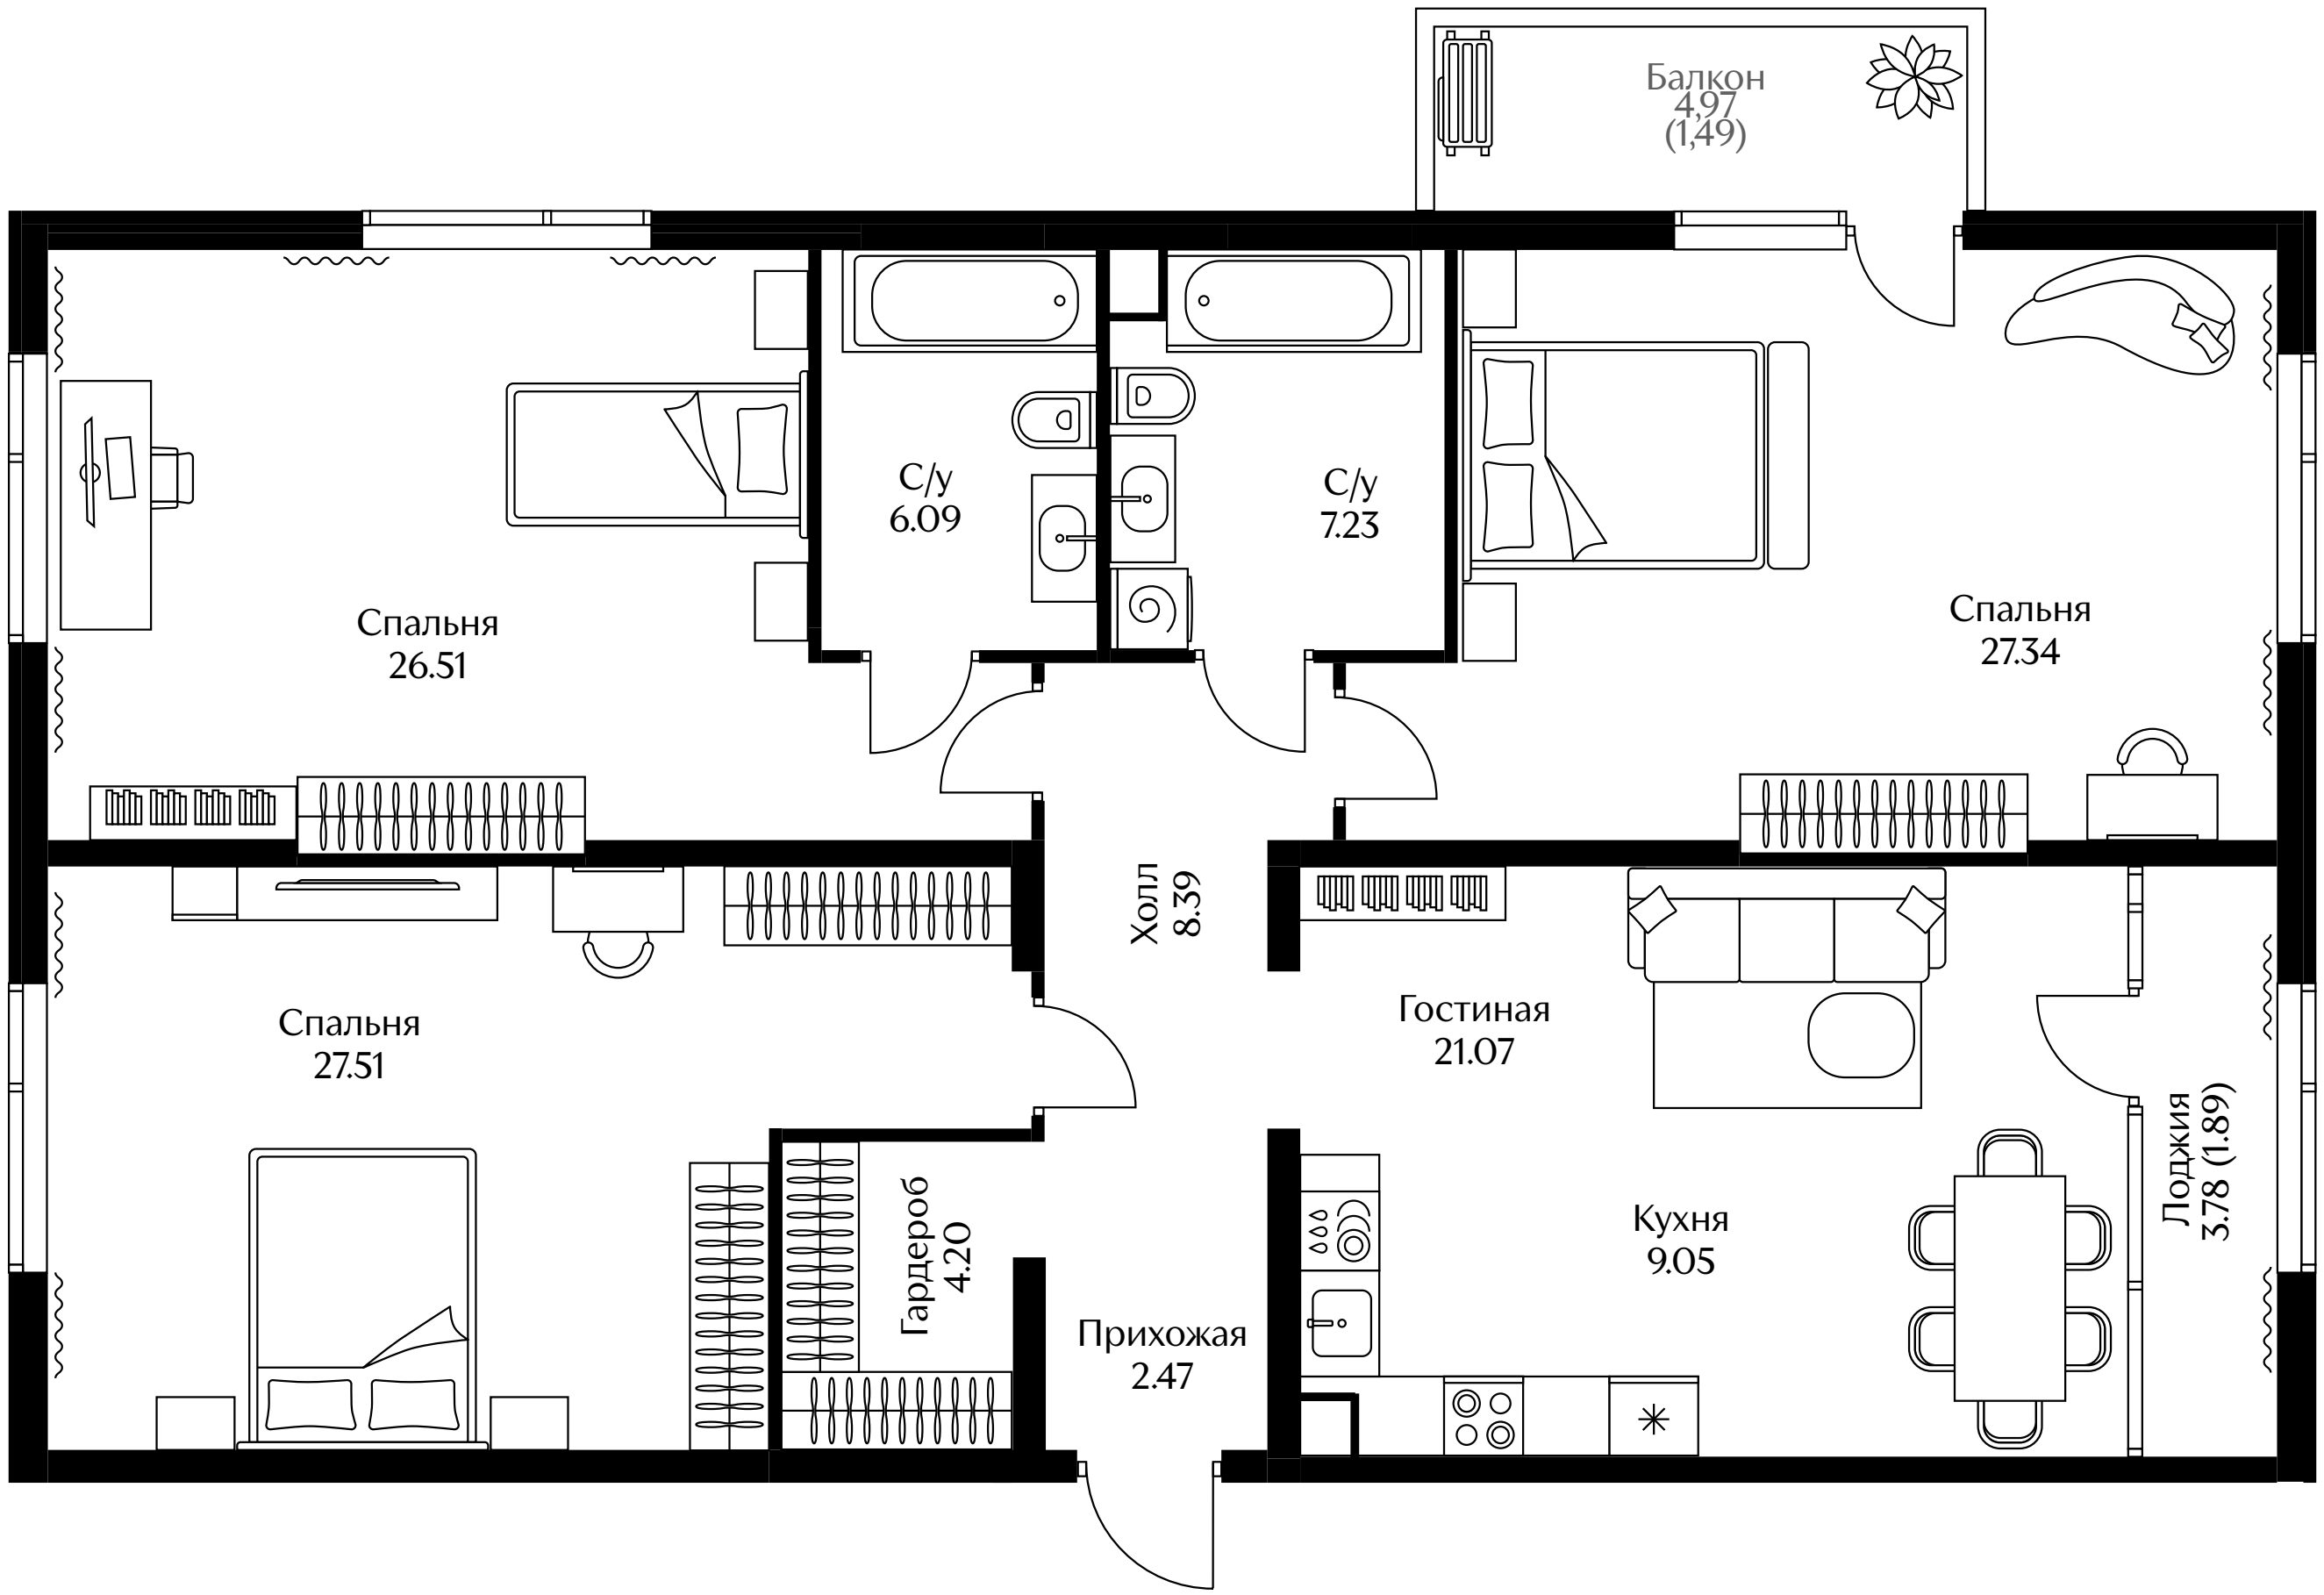 Балкон
4,97
(1,49)
С/у
6.09
С/у
7.23
Спальня
26.51
Спальня
27.34
Холл
8.39
Спальня
27.51
Гостиная
21.07
Лоджия
3.78 (1.89)
Гардероб
4.20
Кухня
9.05
Прихожая
2.47